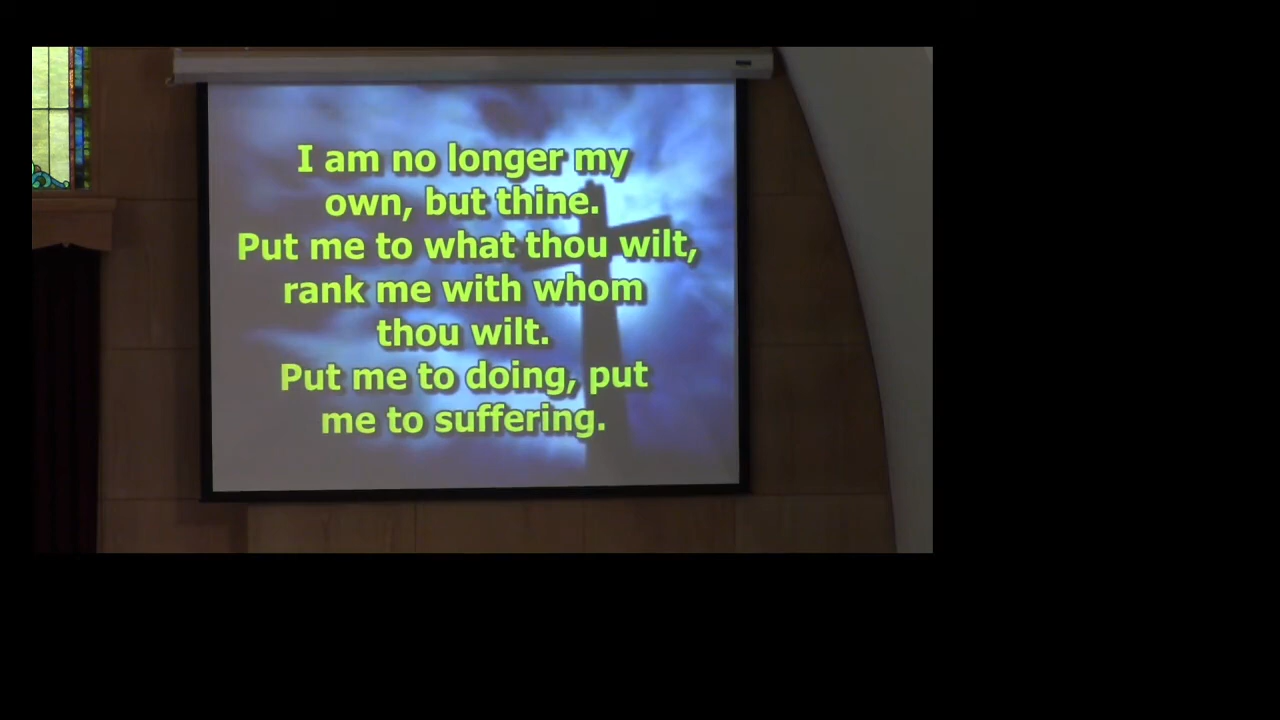 I am no longer my
own, but thine.
Put me to what thou wilt,
rank me with whom
thou wilt.
Put me to doing, put
me to suffering.